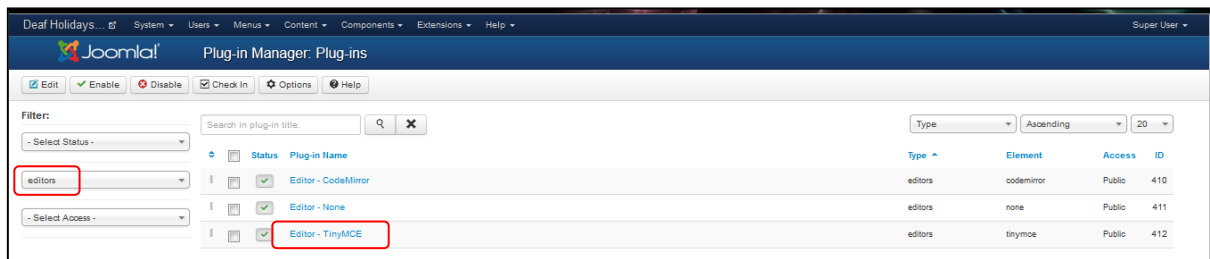 Deaf Holidays... System Users Menus Content Components Extensions Help Super User
Joomla! Plug-in Manager: Plug-ins
Edit Enable Disable Check In Options Help
Filter:
Search in plug-in title. Type Ascending 20
- Select Status -
Status Plug-in Name Type Element Access ID
editors Editor - CodeMirror editors codemirror Public 410
Editor - None editors none Public 411
- Select Access -
Editor - TinyMCE editors tinymce Public 412